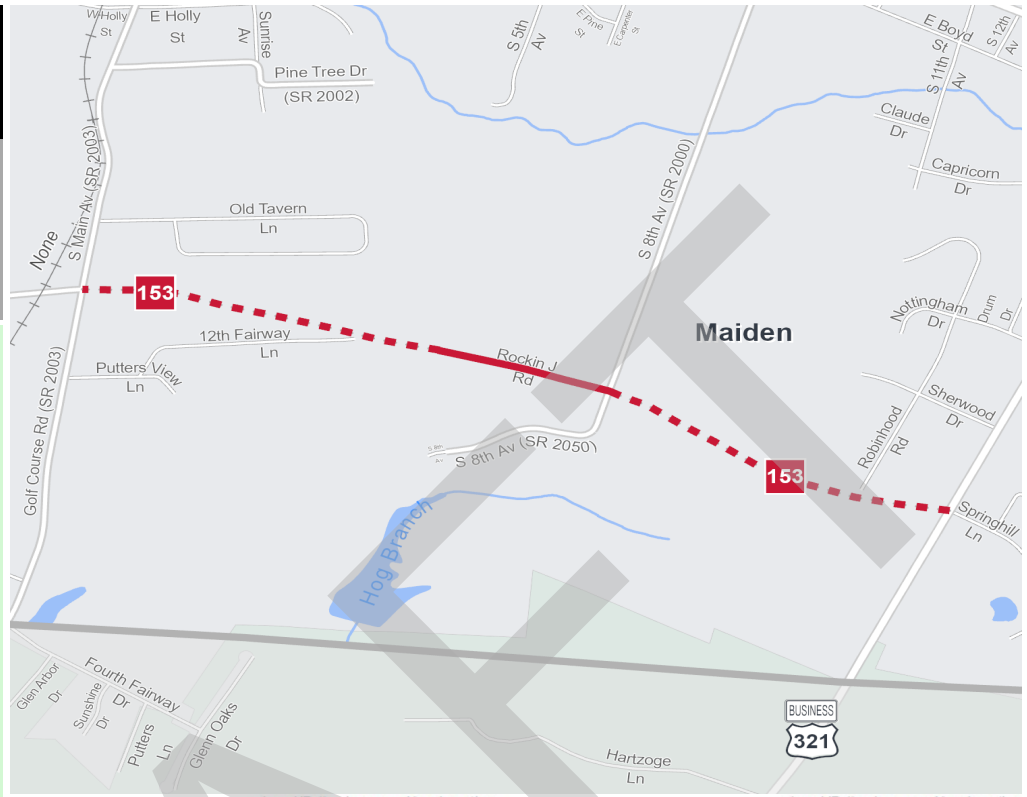 W Holly
St
E Holly
St
Sunrise
Av
Pine Tree Dr
(SR 2002)
S 5th
Av
E Pine
St
E Carpenter
St
E Boyd
St
S 12th
Av
S 11th
Av
Claude
Dr
Capricorn
Dr
S Main Av (SR 2003)
None
Old Tavern
Ln
S 8th Av (SR 2000)
153
12th Fairway
Ln
Putters View
Ln
Rockin J
Rd
Maiden
Nottingham
Dr
Drum
Dr
Sherwood
Dr
Robinhood
Rd
Golf Course Rd (SR 2003)
S 8th
Av
S 8th Av (SR 2050)
153
Springhill
Ln
Hog Branch
Glen Arbor
Dr
Sunshine
Dr
Fourth Fairway
Dr
Putters
Ln
Glenn Oaks
Dr
Hartzoge
Ln
BUSINESS
321